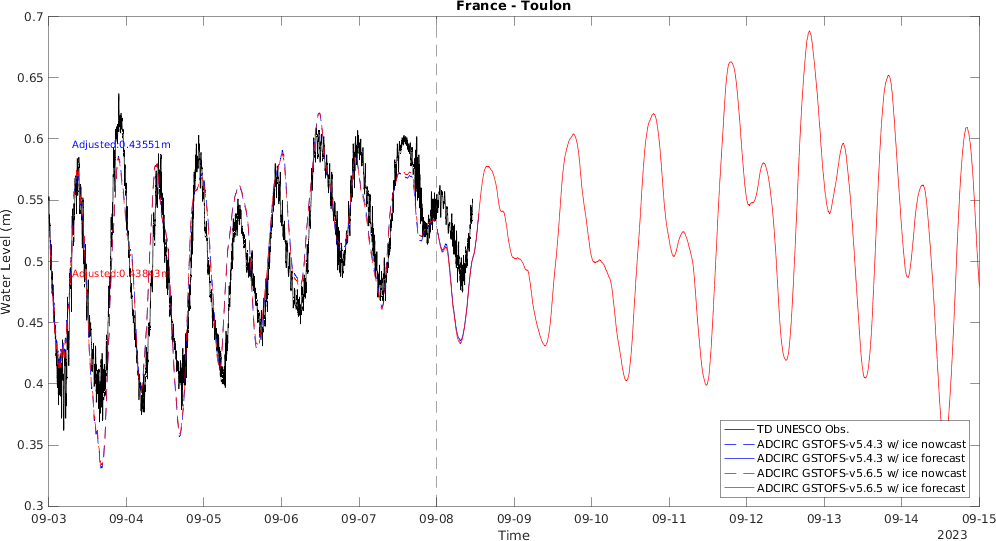 France - Toulon
0.7
0.65
0.6
0.55
0.5
0.45
0.4
0.35
0.3
Water Level (m)
Adjusted:0.43551m
09-03 09-04 09-05 09-06 09-07 09-08 09-09 09-10 09-11 09-12 09-13 09-14 09-15
Time
2023
TD UNESCO Obs.
ADCIRC GSTOFS-v5.4.3 w/ ice nowcast
ADCIRC GSTOFS-v5.4.3 w/ ice forecast
ADCIRC GSTOFS-v5.6.5 w/ ice nowcast
ADCIRC GSTOFS-v5.6.5 w/ ice forecast